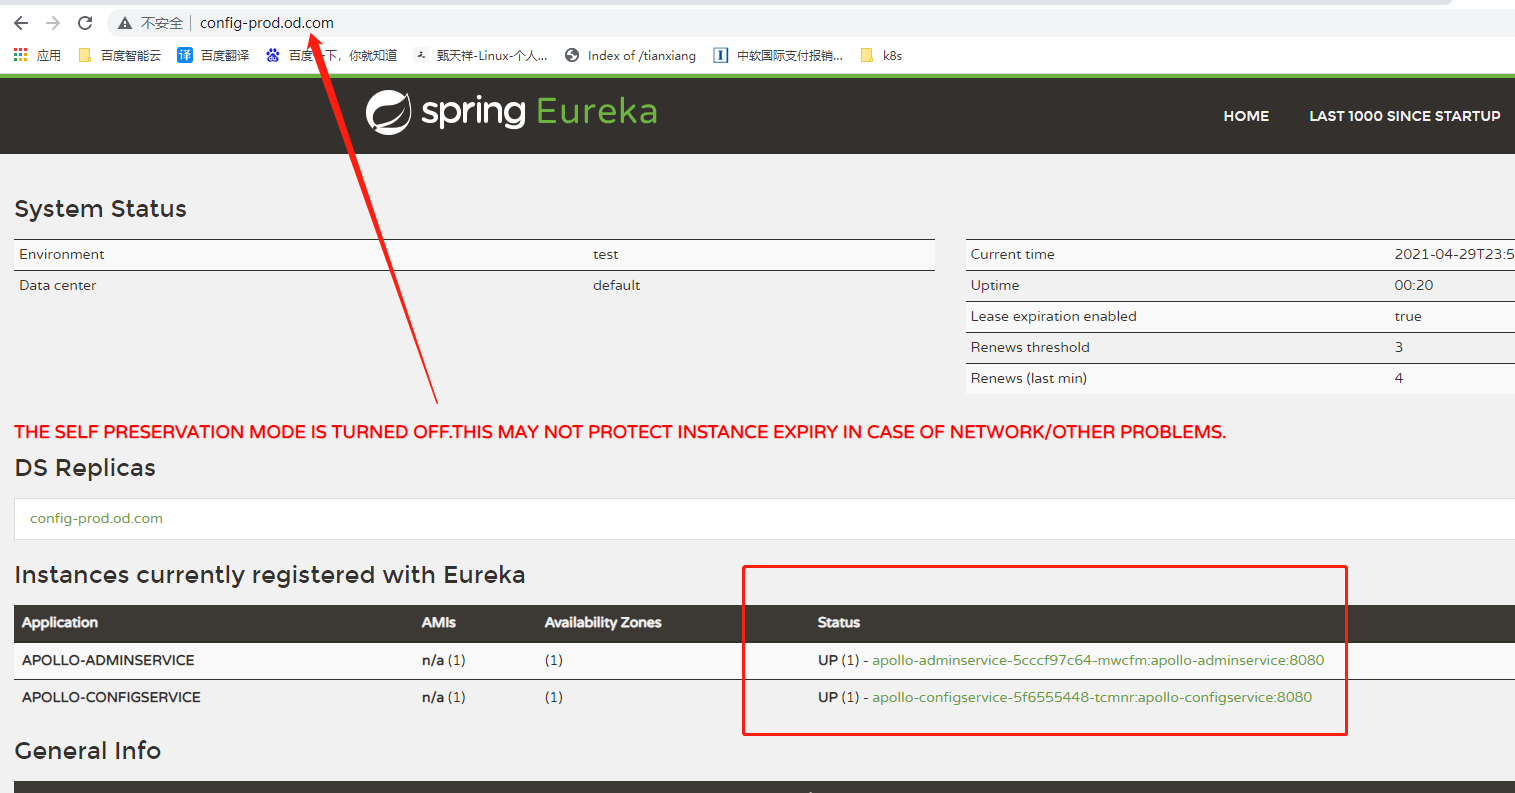 不安全 config-prod.od.com
应用 百度智能云 译 百度翻译 百度一下，你就知道 甄天祥-Linux-个人... Index of /tianxiang I 中软国际支付报销... k8s
spring Eureka HOME LAST 1000 SINCE STARTUP
System Status
Environment test Current time 2021-04-29T23:5
Data center default Uptime 00:20
Lease expiration enabled true
Renews threshold 3
Renews (last min) 4
THE SELF PRESERVATION MODE IS TURNED OFF.THIS MAY NOT PROTECT INSTANCE EXPIRY IN CASE OF NETWORK/OTHER PROBLEMS.
DS Replicas
config-prod.od.com
Instances currently registered with Eureka
Application AMIs Availability Zones Status
APOLLO-ADMINSERVICE n/a (1) (1) UP (1) - apollo-adminservice-5cccf97c64-mwcfm:apollo-adminservice:8080
APOLLO-CONFIGSERVICE n/a (1) (1) UP (1) - apollo-configservice-5f6555448-tcmnr:apollo-configservice:8080
General Info